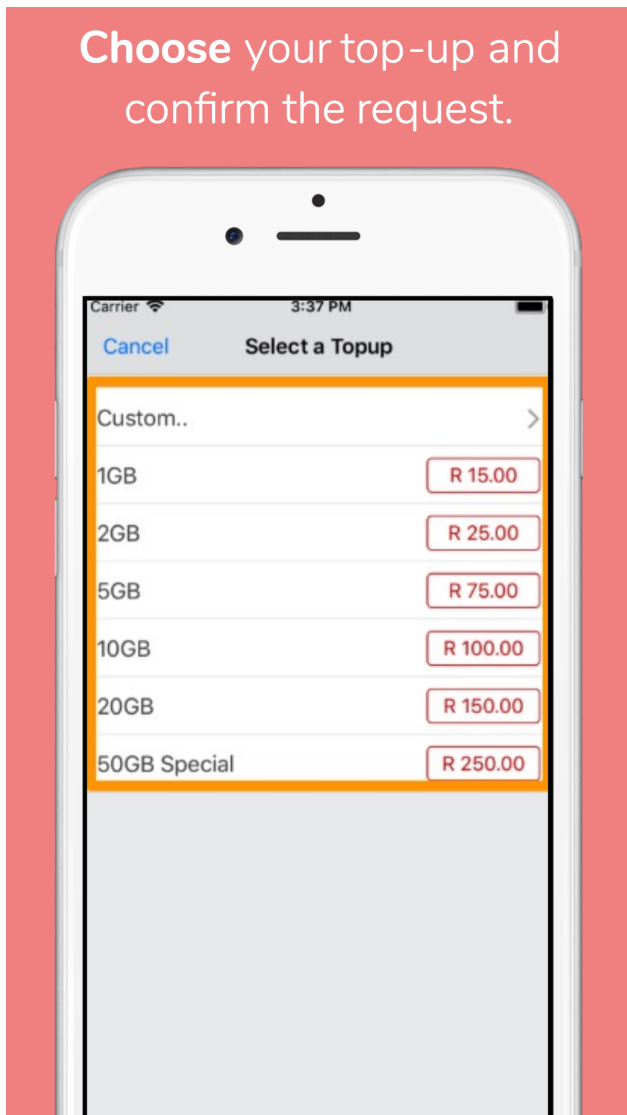 Choose your top-up and
confirm the request.
Carrier 3:37 PM
Cancel Select a Topup
Custom..
1GB R 15.00
2GB R 25.00
5GB R 75.00
10GB R 100.00
20GB R 150.00
50GB Special R 250.00